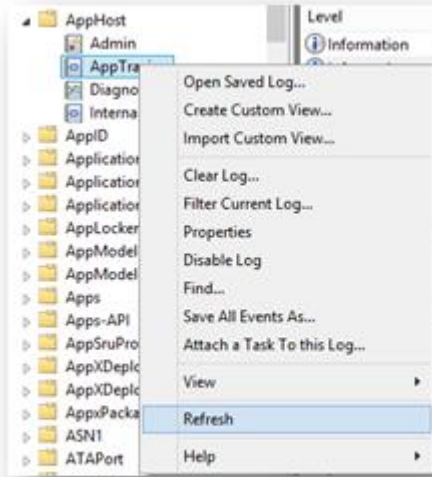 AppHost
Level
Admin
Information
AppTra
Open Saved Log...
Diagno
Create Custom View...
Interna
Import Custom View...
AppID
Application
Clear Log...
Application
Filter Current Log...
Application
Properties
AppLocker
Disable Log
AppModel
Find...
AppModel
Save All Events As...
Apps
Attach a Task To this Log...
Apps-API
AppSruPro
View
AppXDeplo
AppXDeplo
Refresh
AppxPacka
ASN1
Help
ATAPort